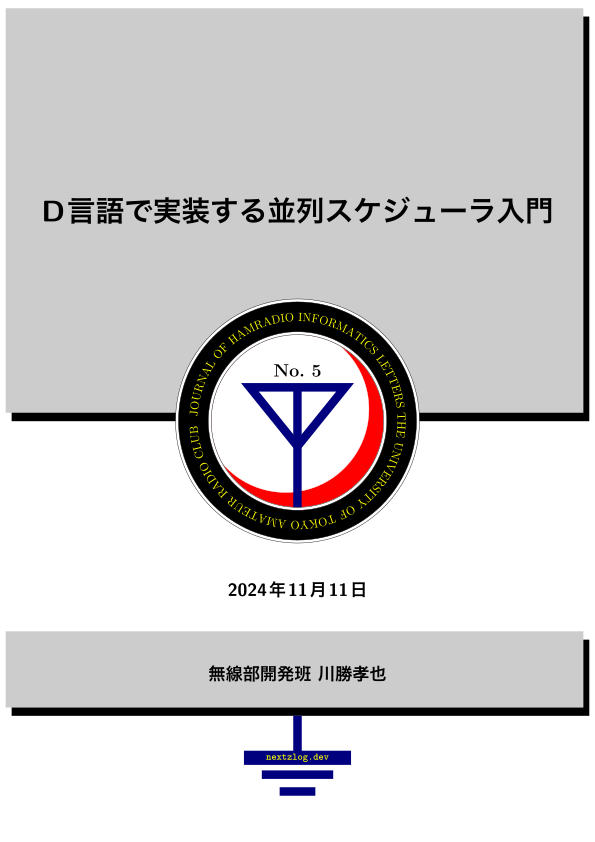 D言語で実装する並列スケジューラ入門
JOURNAL OF HAMRADIO INFORMATICS LETTERS THE UNIVERSITY OF TOKYO AMATEUR RADIO CLUB
No. 5
2024年11月11日
無線部開発班 川勝孝也
nextzlog.dev